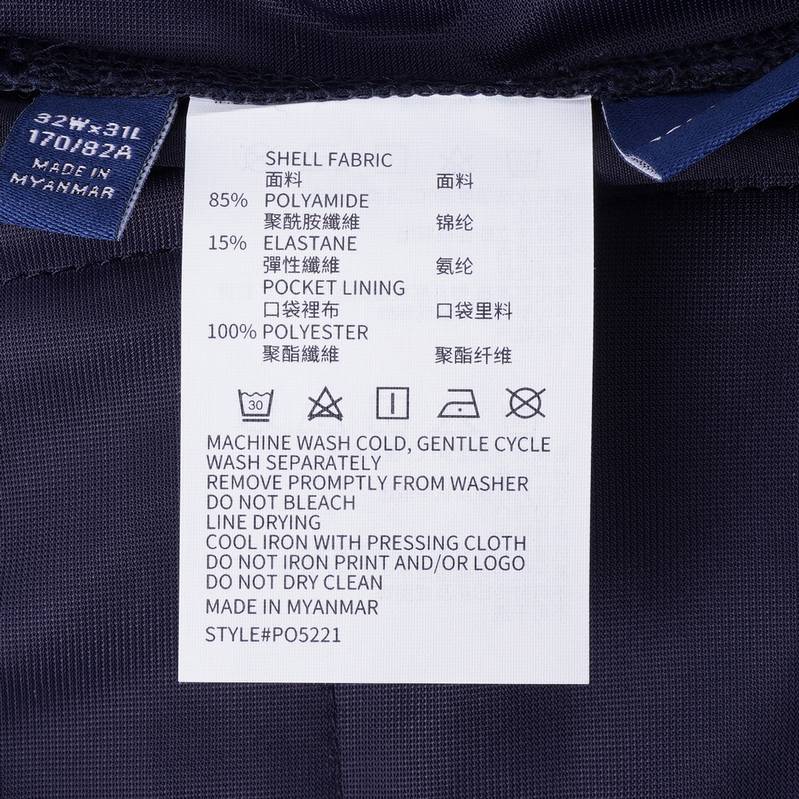 32W×31L
170/82A
MADE IN
MYANMAR
SHELL FABRIC
面料 面料
85% POLYAMIDE
聚酰胺纖維 锦纶
15% ELASTANE
彈性纖維 氨纶
POCKET LINING
口袋裡布 口袋里料
100% POLYESTER
聚酯纖維 聚酯纤维
30
MACHINE WASH COLD, GENTLE CYCLE
WASH SEPARATELY
REMOVE PROMPTLY FROM WASHER
DO NOT BLEACH
LINE DRYING
COOL IRON WITH PRESSING CLOTH
DO NOT IRON PRINT AND/OR LOGO
DO NOT DRY CLEAN
MADE IN MYANMAR
STYLE#PO5221